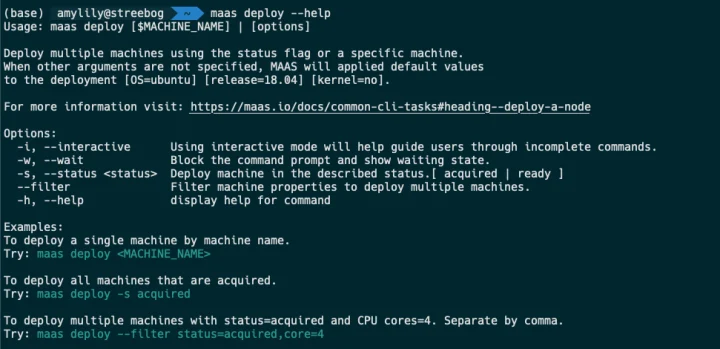 (base) amylily@streebog ~ maas deploy --help
Usage: maas deploy [$MACHINE_NAME] | [options]
Deploy multiple machines using the status flag or a specific machine.
When other arguments are not specified, MAAS will applied default values
to the deployment [OS=ubuntu] [release=18.04] [kernel=no].
For more information visit: https://maas.io/docs/common-cli-tasks#heading--deploy-a-node
Options:
-i, --interactive Using interactive mode will help guide users through incomplete commands.
-w, --wait Block the command prompt and show waiting state.
-s, --status <status> Deploy machine in the described status.[ acquired | ready ]
--filter Filter machine properties to deploy multiple machines.
-h, --help display help for command
Examples:
To deploy a single machine by machine name.
Try: maas deploy <MACHINE_NAME>
To deploy all machines that are acquired.
Try: maas deploy -s acquired
To deploy multiple machines with status=acquired and CPU cores=4. Separate by comma.
Try: maas deploy --filter status=acquired,core=4